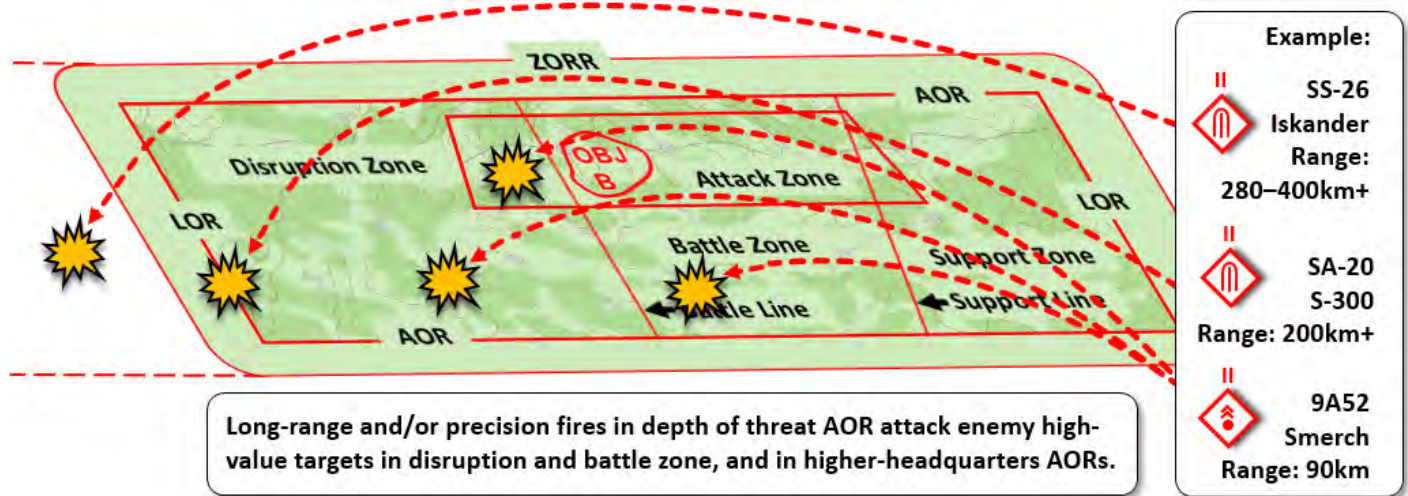 ZORR
AOR
Disruption Zone
OBJ
B
Attack Zone
LOR
LOR
Battle Zone
Support Zone
Battle Line
Support Line
AOR
Long-range and/or precision fires in depth of threat AOR attack enemy high-
value targets in disruption and battle zone, and in higher-headquarters AORs.
Example:
II
SS-26
Iskander
Range:
280–400km+
II
SA-20
S-300
Range: 200km+
II
9A52
Smerch
Range: 90km